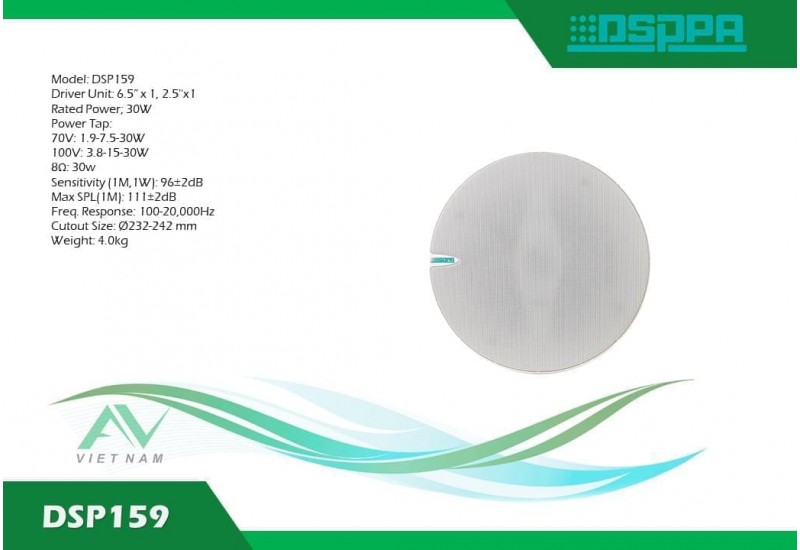 DSPPA
Model: DSP159
Driver Unit: 6.5" x 1, 2.5"x1
Rated Power; 30W
Power Tap:
70V: 1.9-7.5-30W
100V: 3.8-15-30W
8Ω: 30w
Sensitivity (1M,1W): 96±2dB
Max SPL(1M): 111±2dB
Freq. Response: 100-20,000Hz
Cutout Size: Ø232-242 mm
Weight: 4.0kg
DSPPA
AV
VIETNAM
DSP159